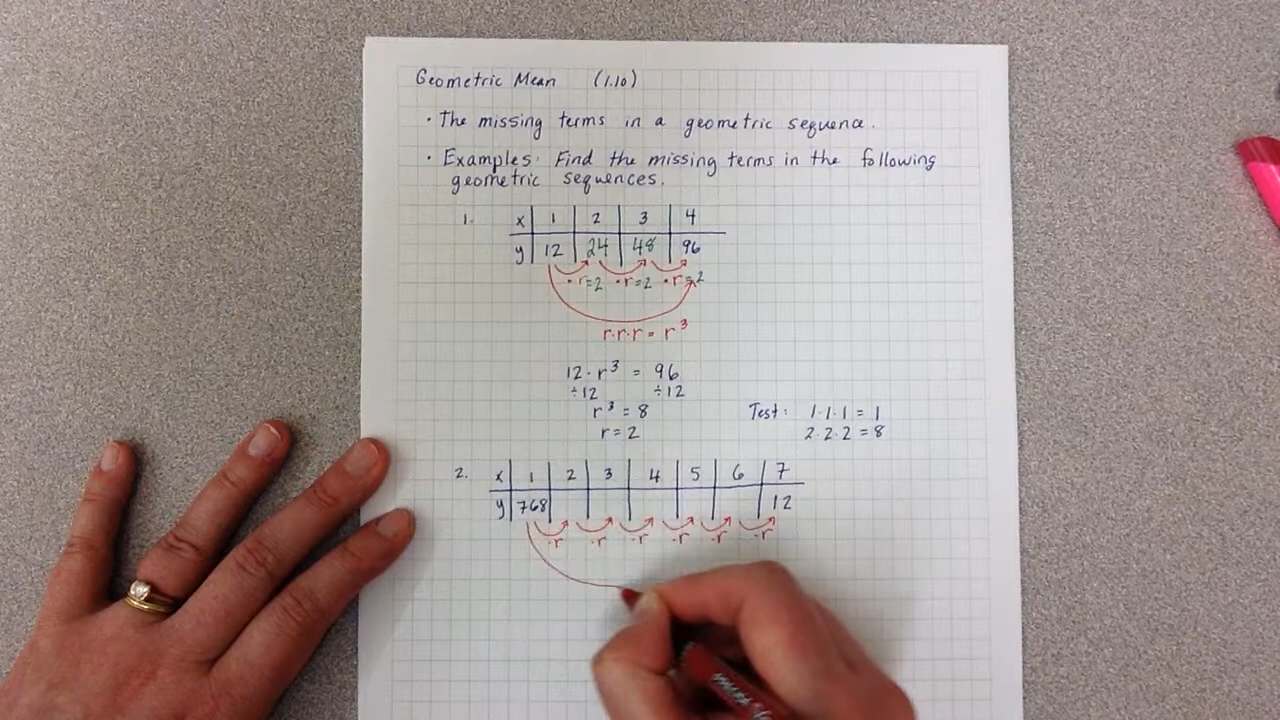 Geometric Mean (1.10)
• The missing terms in a geometric sequence.
• Examples: Find the missing terms in the following
geometric sequences.
1. x 1 2 3 4
y 12 24 48 96
·r=2 ·r=2 ·r=2
r·r·r = r³
12·r³ = 96
÷12 ÷12
r³ = 8 Test: 1·1·1 = 1
r=2 2·2·2 = 8
2. x 1 2 3 4 5 6 7
y 768 12
·r ·r ·r ·r ·r ·r